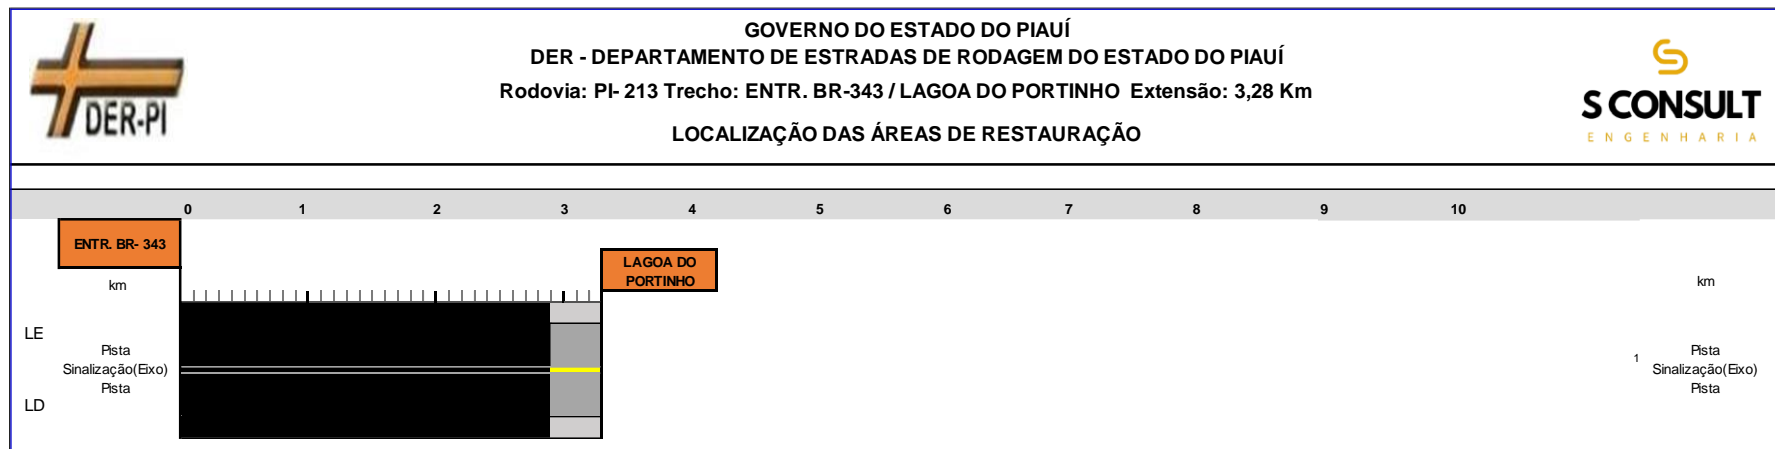 GOVERNO DO ESTADO DO PIAUÍ
DER - DEPARTAMENTO DE ESTRADAS DE RODAGEM DO ESTADO DO PIAUÍ
Rodovia: PI- 213 Trecho: ENTR. BR-343 / LAGOA DO PORTINHO Extensão: 3,28 Km
LOCALIZAÇÃO DAS ÁREAS DE RESTAURAÇÃO
DER-PI
S CONSULT
ENGENHARIA
0 1 2 3 4 5 6 7 8 9 10
ENTR. BR- 343
LAGOA DO
PORTINHO
km
km
LE
Pista
Sinalização(Eixo)
Pista
LD
1
Pista
Sinalização(Eixo)
Pista